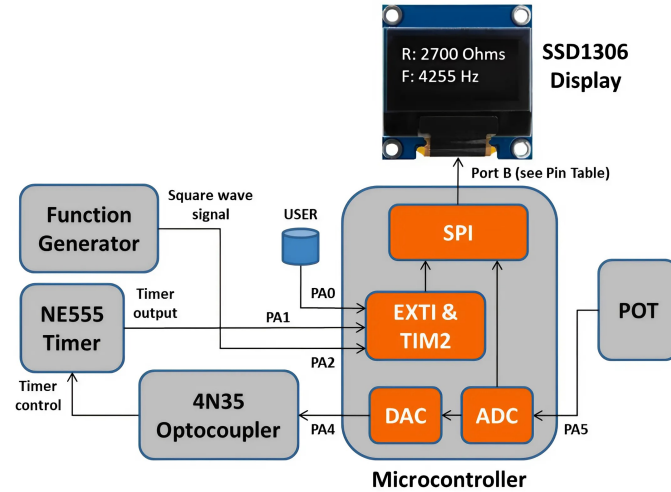 R: 2700 Ohms
F: 4255 Hz
SSD1306
Display
Port B (see Pin Table)
Function
Generator
Square wave
signal
USER
SPI
PA0
NE555
Timer
Timer
output
PA1
EXTI &
TIM2
POT
PA2
Timer
control
4N35
Optocoupler
PA4
DAC
ADC
PA5
Microcontroller